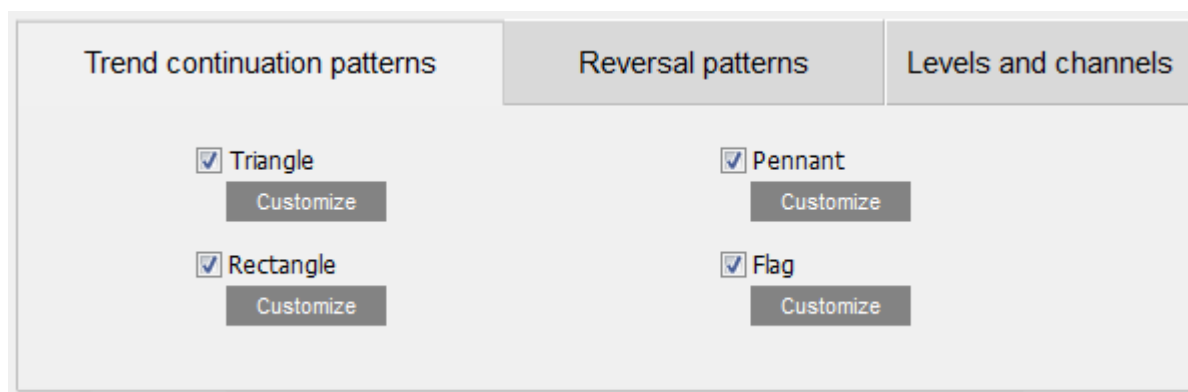 Trend continuation patterns Reversal patterns Levels and channels
Triangle Pennant
Customize Customize
Rectangle Flag
Customize Customize